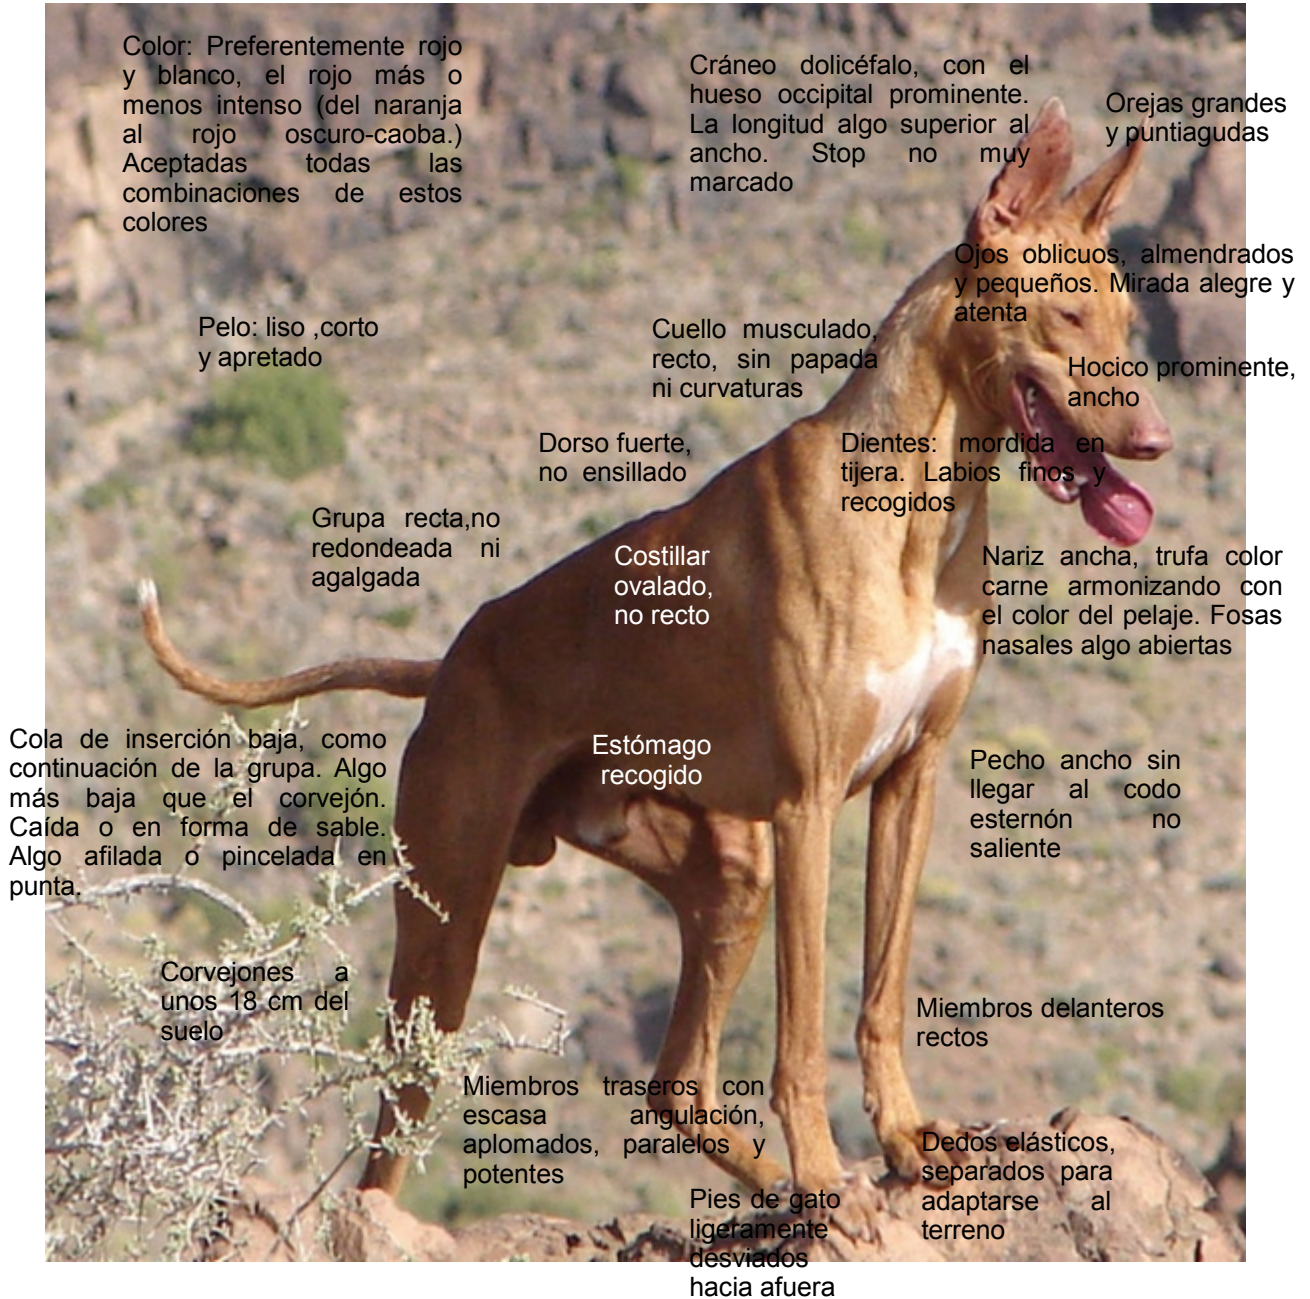 Color: Preferentemente rojo
y blanco, el rojo más o
menos intenso (del naranja
al rojo oscuro-caoba.)
Aceptadas todas las
combinaciones de estos
colores
Cráneo dolicéfalo, con el
hueso occipital prominente.
La longitud algo superior al
ancho. Stop no muy
marcado
Orejas grandes
y puntiagudas
Ojos oblicuos, almendrados
y pequeños. Mirada alegre y
atenta
Pelo: liso ,corto
y apretado
Cuello musculado,
recto, sin papada
ni curvaturas
Hocico prominente,
ancho
Dorso fuerte,
no ensillado
Dientes: mordida en
tijera. Labios finos y
recogidos
Grupa recta,no
redondeada ni
agalgada
Costillar
ovalado,
no recto
Nariz ancha, trufa color
carne armonizando con
el color del pelaje. Fosas
nasales algo abiertas
Cola de inserción baja, como
continuación de la grupa. Algo
más baja que el corvejón.
Caída o en forma de sable.
Algo afilada o pincelada en
punta.
Estómago
recogido
Pecho ancho sin
llegar al codo
esternón no
saliente
Corvejones a
unos 18 cm del
suelo
Miembros delanteros
rectos
Miembros traseros con
escasa angulación,
aplomados, paralelos y
potentes
Dedos elásticos,
separados para
adaptarse al
terreno
Pies de gato
ligeramente
desviados
hacia afuera